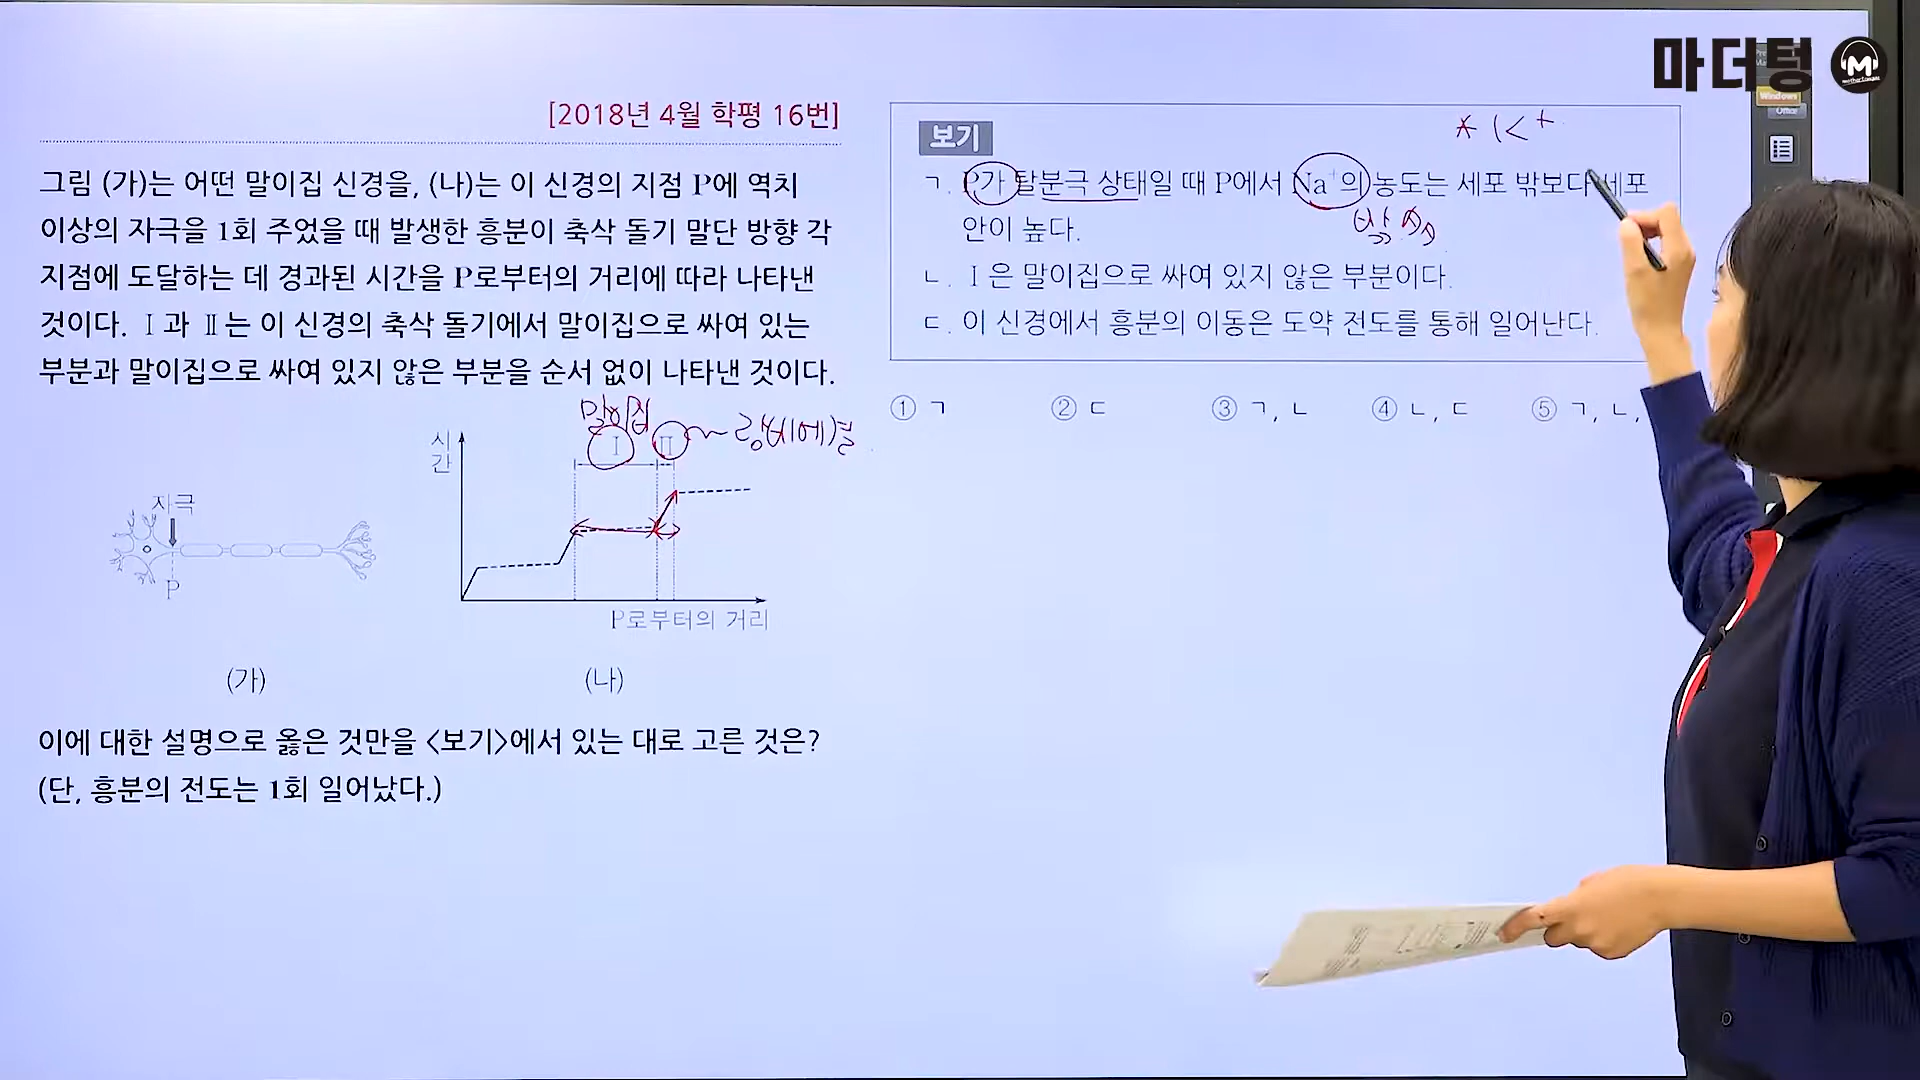 마더텅
[2018년 4월 학평 16번]
그림 (가)는 어떤 말이집 신경을, (나)는 이 신경의 지점 P에 역치
이상의 자극을 1회 주었을 때 발생한 흥분이 축삭 돌기 말단 방향 각
지점에 도달하는 데 경과된 시간을 P로부터의 거리에 따라 나타낸
것이다. Ⅰ과 Ⅱ는 이 신경의 축삭 돌기에서 말이집으로 싸여 있는
부분과 말이집으로 싸여 있지 않은 부분을 순서 없이 나타낸 것이다.
자극
P
(가)
시간
말이집
Ⅰ Ⅱ
P로부터의 거리
(나)
이에 대한 설명으로 옳은 것만을 <보기>에서 있는 대로 고른 것은?
(단, 흥분의 전도는 1회 일어났다.)
보기
K+
ㄱ. P가 탈분극 상태일 때 P에서 Na+의 농도는 세포 밖보다 세포
안이 높다.
ㄴ. Ⅰ은 말이집으로 싸여 있지 않은 부분이다.
ㄷ. 이 신경에서 흥분의 이동은 도약 전도를 통해 일어난다.
① ㄱ ② ㄷ ③ ㄱ, ㄴ ④ ㄴ, ㄷ ⑤ ㄱ, ㄴ,
Windows